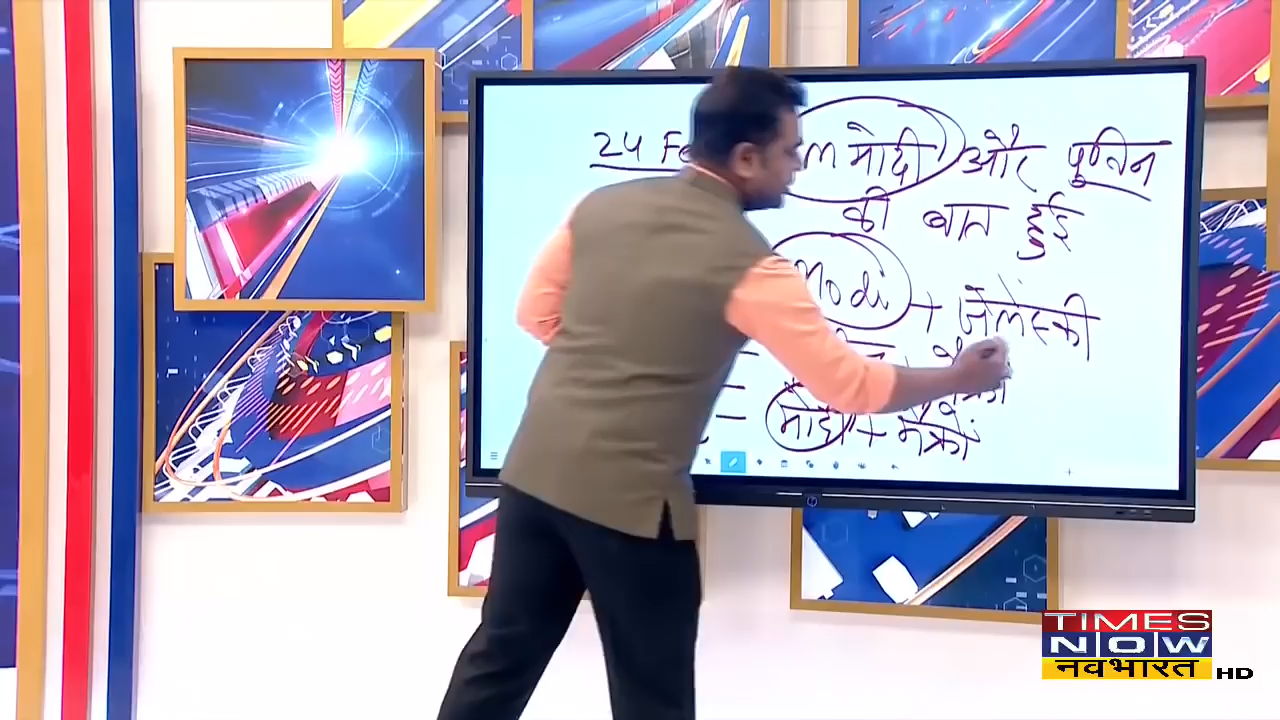 24 Fe मोदी और पुतिन
की बात हुई
Modi + जेलेंस्की
मोदी + मैक्रों
TIMES
NOW
नवभारत HD